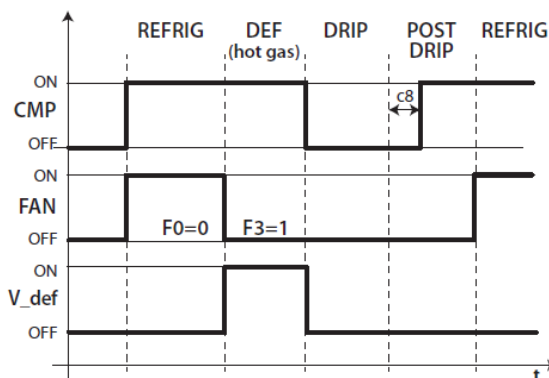 REFRIG DEF DRIP POST REFRIG
(hot gas) DRIP
ON
c8
CMP
OFF
ON
FAN
F0=0 F3=1
OFF
ON
V_def
OFF
t